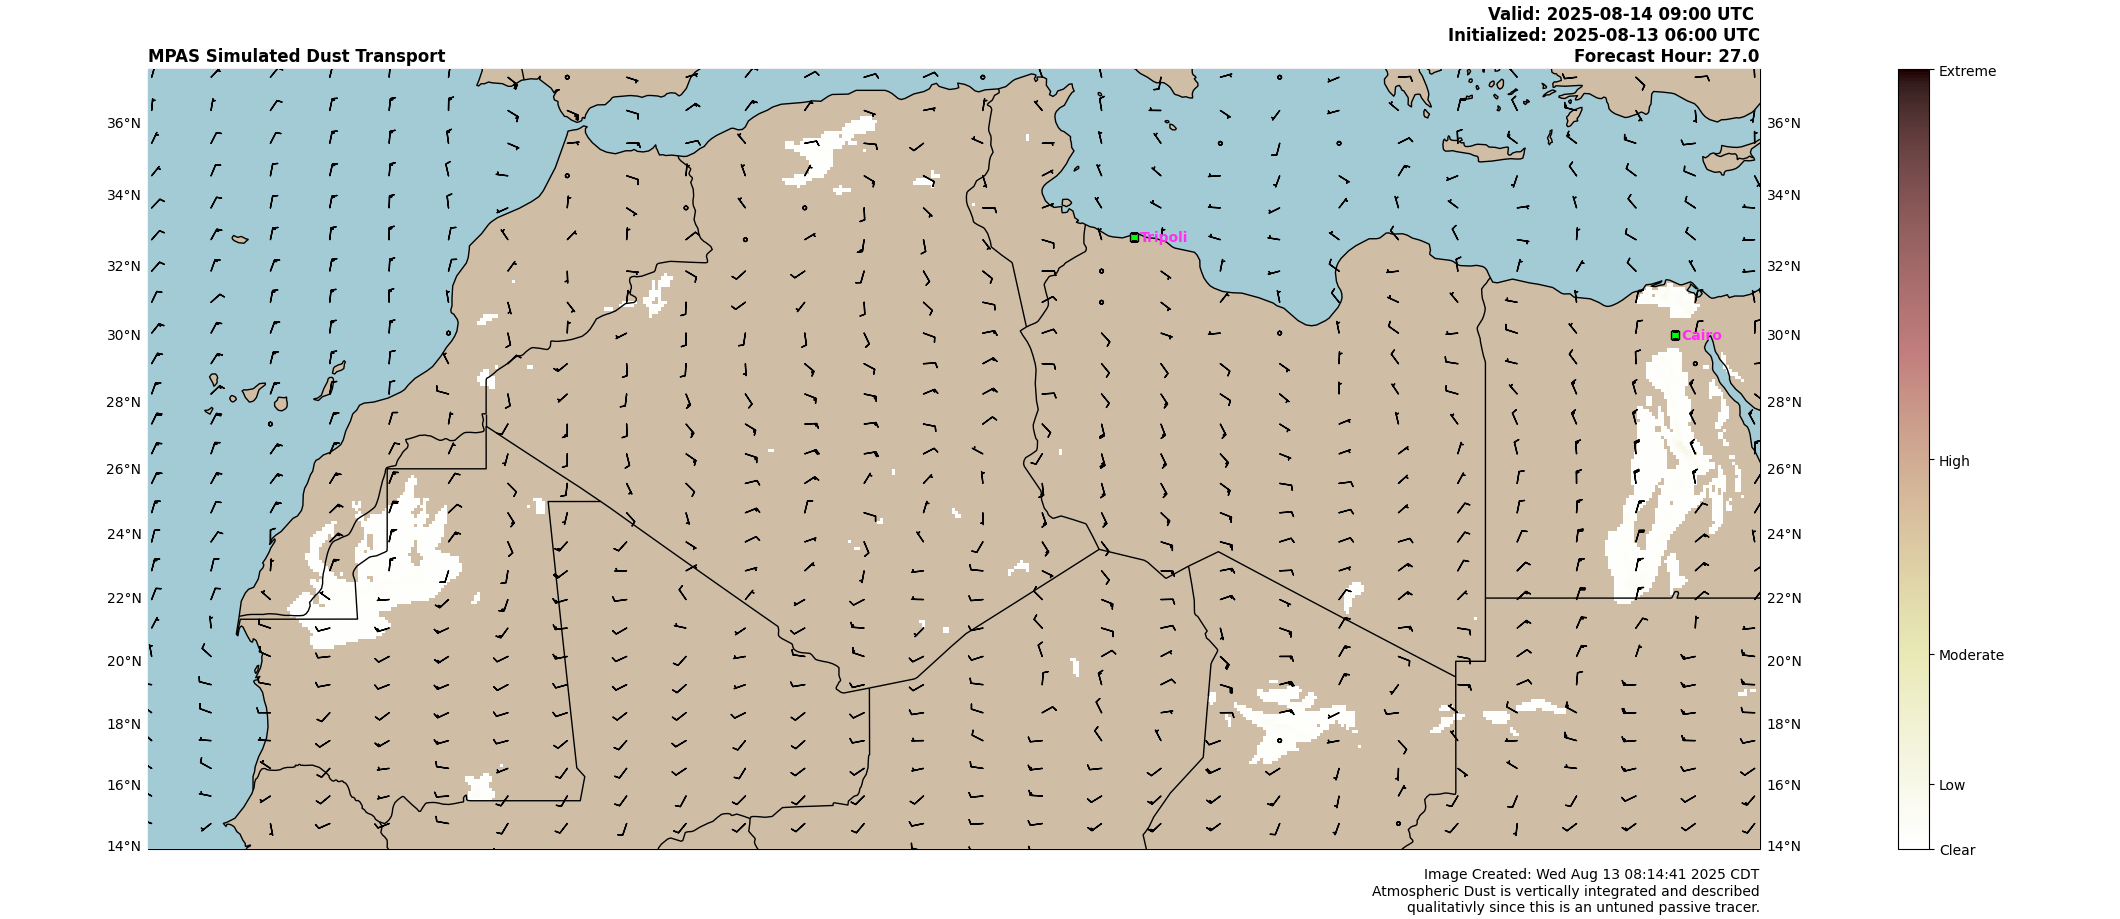 Valid: 2025-08-14 09:00 UTC
Initialized: 2025-08-13 06:00 UTC
MPAS Simulated Dust Transport
Forecast Hour: 27.0
Extreme
36°N
36°N
34°N
34°N
Tripoli
32°N
32°N
30°N
Cairo
30°N
28°N
28°N
26°N
26°N
High
24°N
24°N
22°N
22°N
20°N
20°N
Moderate
18°N
18°N
16°N
16°N
Low
14°N
14°N
Clear
Image Created: Wed Aug 13 08:14:41 2025 CDT
Atmospheric Dust is vertically integrated and described
qualitativly since this is an untuned passive tracer.